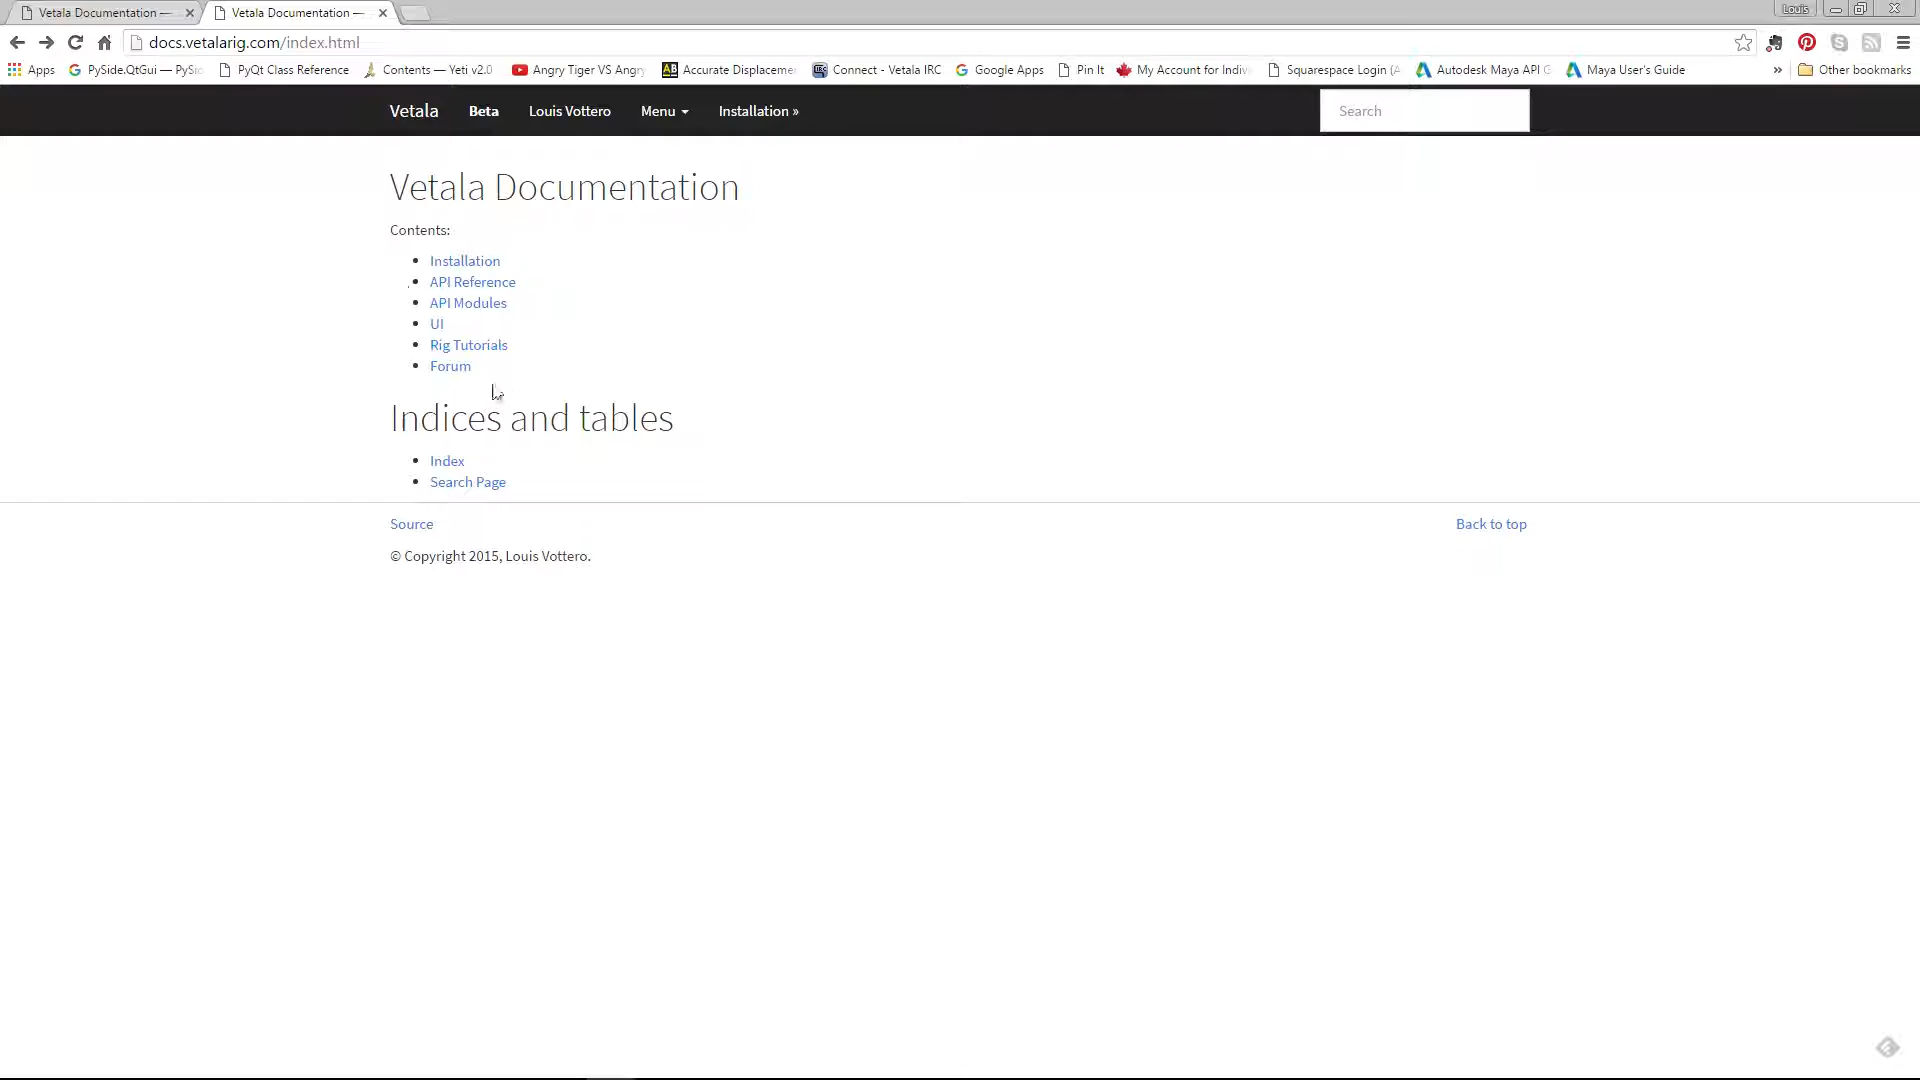 Vetala Documentation —
Vetala Documentation —
Louis
docs.vetalarig.com/index.html
Apps PySide.QtGui — PySi PyQt Class Reference Contents — Yeti v2.0 Angry Tiger VS Angr Accurate Displaceme Connect - Vetala IRC Google Apps Pin It My Account for Indiv Squarespace Login ( Autodesk Maya API Maya User's Guide » Other bookmarks
Vetala Beta Louis Vottero Menu Installation » Search
Vetala Documentation
Contents:
Installation
API Reference
API Modules
UI
Rig Tutorials
Forum
Indices and tables
Index
Search Page
Source Back to top
© Copyright 2015, Louis Vottero.